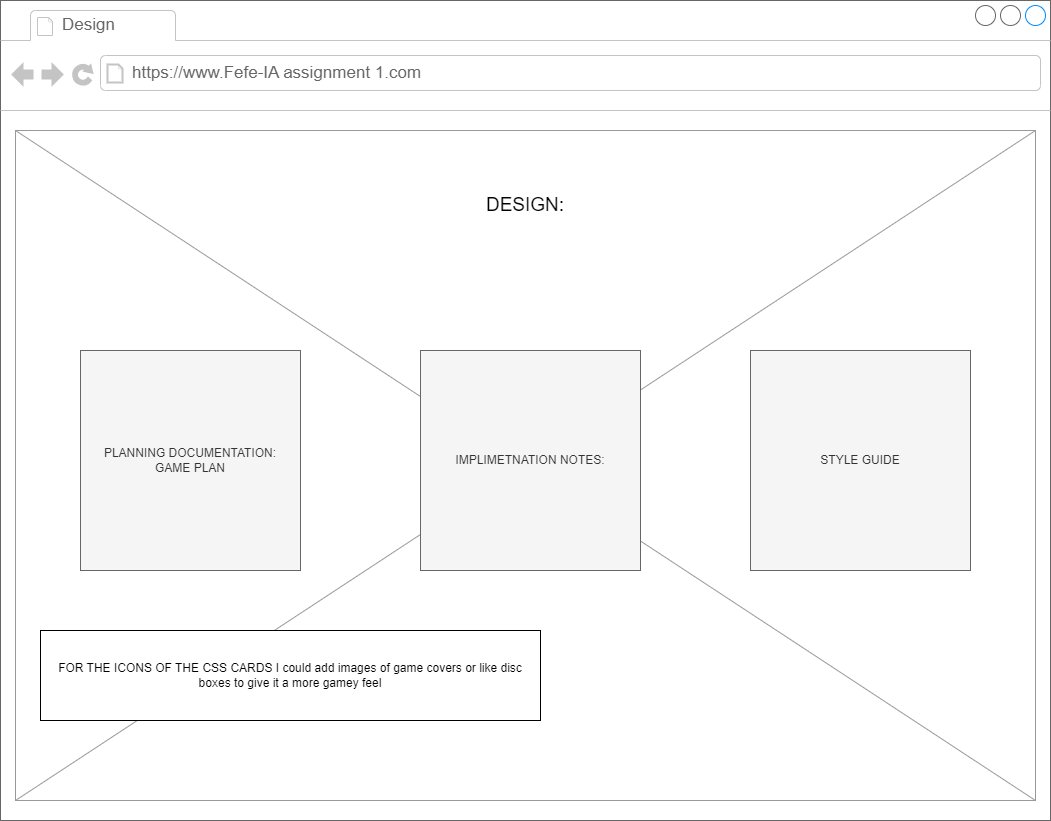 Design
https://www.Fefe-IA assignment 1.com
DESIGN:
PLANNING DOCUMENTATION:
GAME PLAN
IMPLIMETNATION NOTES:
STYLE GUIDE
FOR THE ICONS OF THE CSS CARDS I could add images of game covers or like disc
boxes to give it a more gamey feel